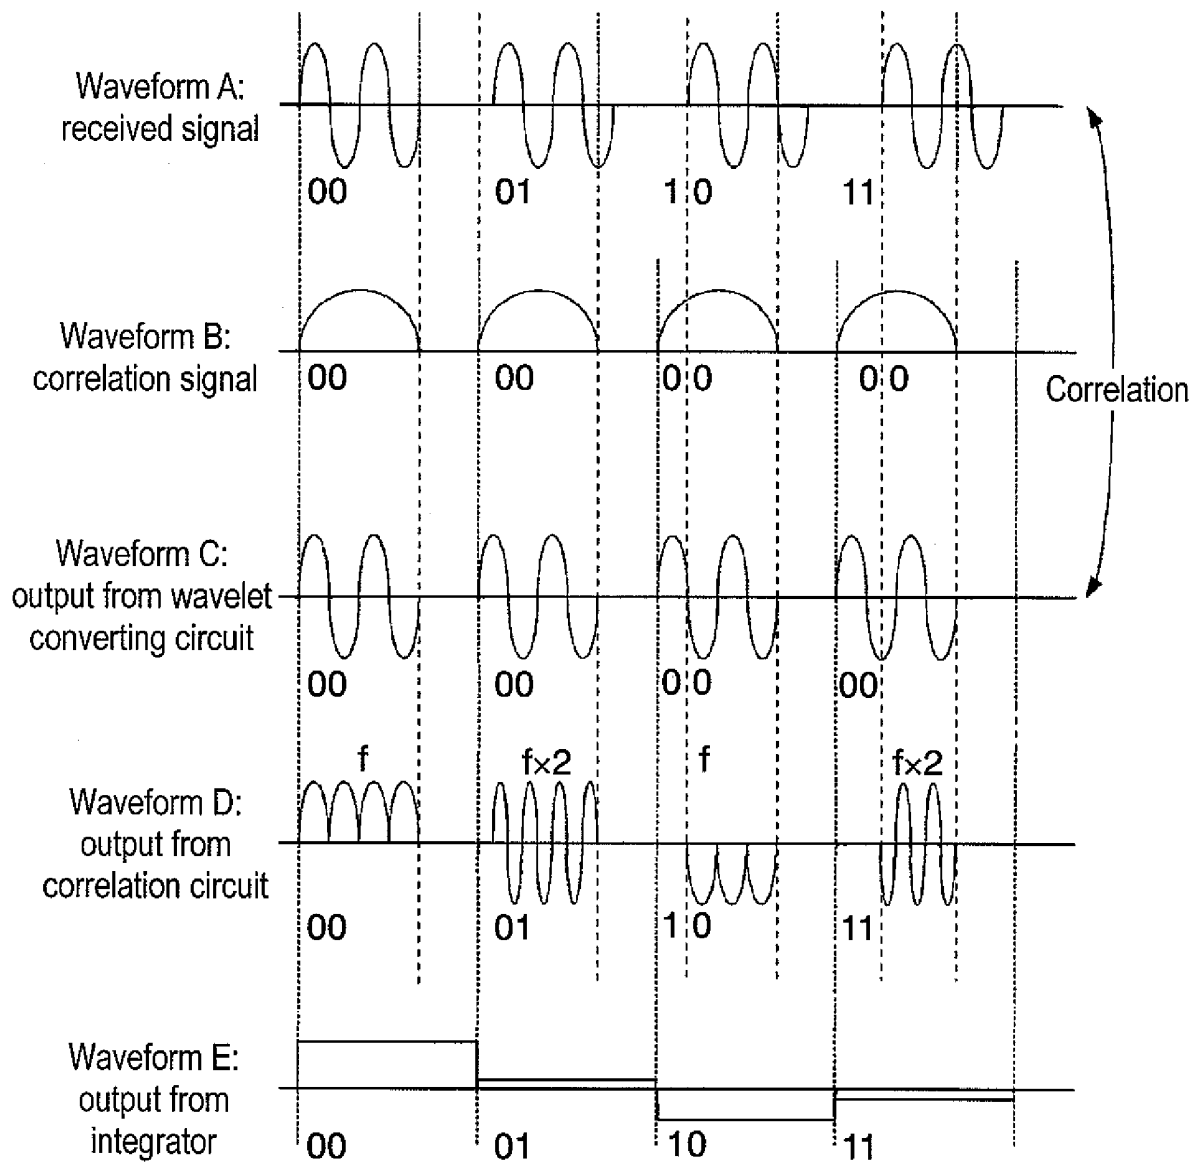 Waveform A:
received signal
00
01
1 0
11
Waveform B:
correlation signal
00
00
0 0
0 0
Correlation
Waveform C:
output from wavelet
converting circuit
00
00
0 0
00
f
f×2
f
f×2
Waveform D:
output from
correlation circuit
00
01
1 0
11
Waveform E:
output from
integrator
00
01
10
11